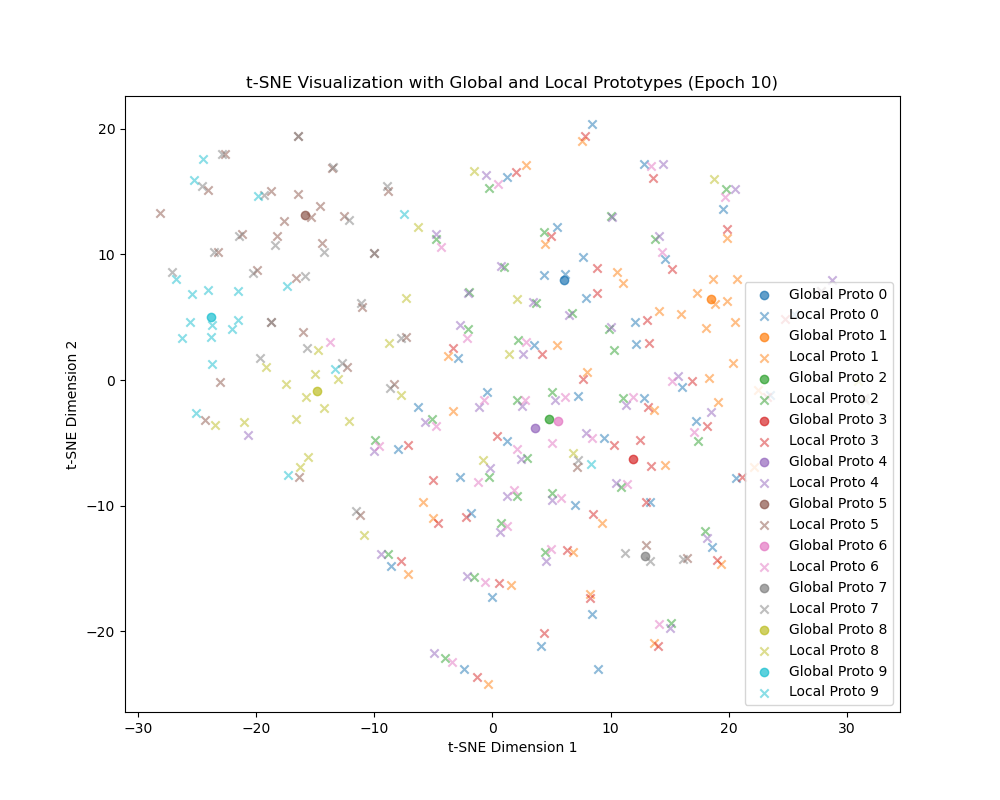 t-SNE Visualization with Global and Local Prototypes (Epoch 10)
20
10
0
−10
−20
t-SNE Dimension 2
−30
−20
−10
0
10
20
30
t-SNE Dimension 1
Global Proto 0
Local Proto 0
Global Proto 1
Local Proto 1
Global Proto 2
Local Proto 2
Global Proto 3
Local Proto 3
Global Proto 4
Local Proto 4
Global Proto 5
Local Proto 5
Global Proto 6
Local Proto 6
Global Proto 7
Local Proto 7
Global Proto 8
Local Proto 8
Global Proto 9
Local Proto 9